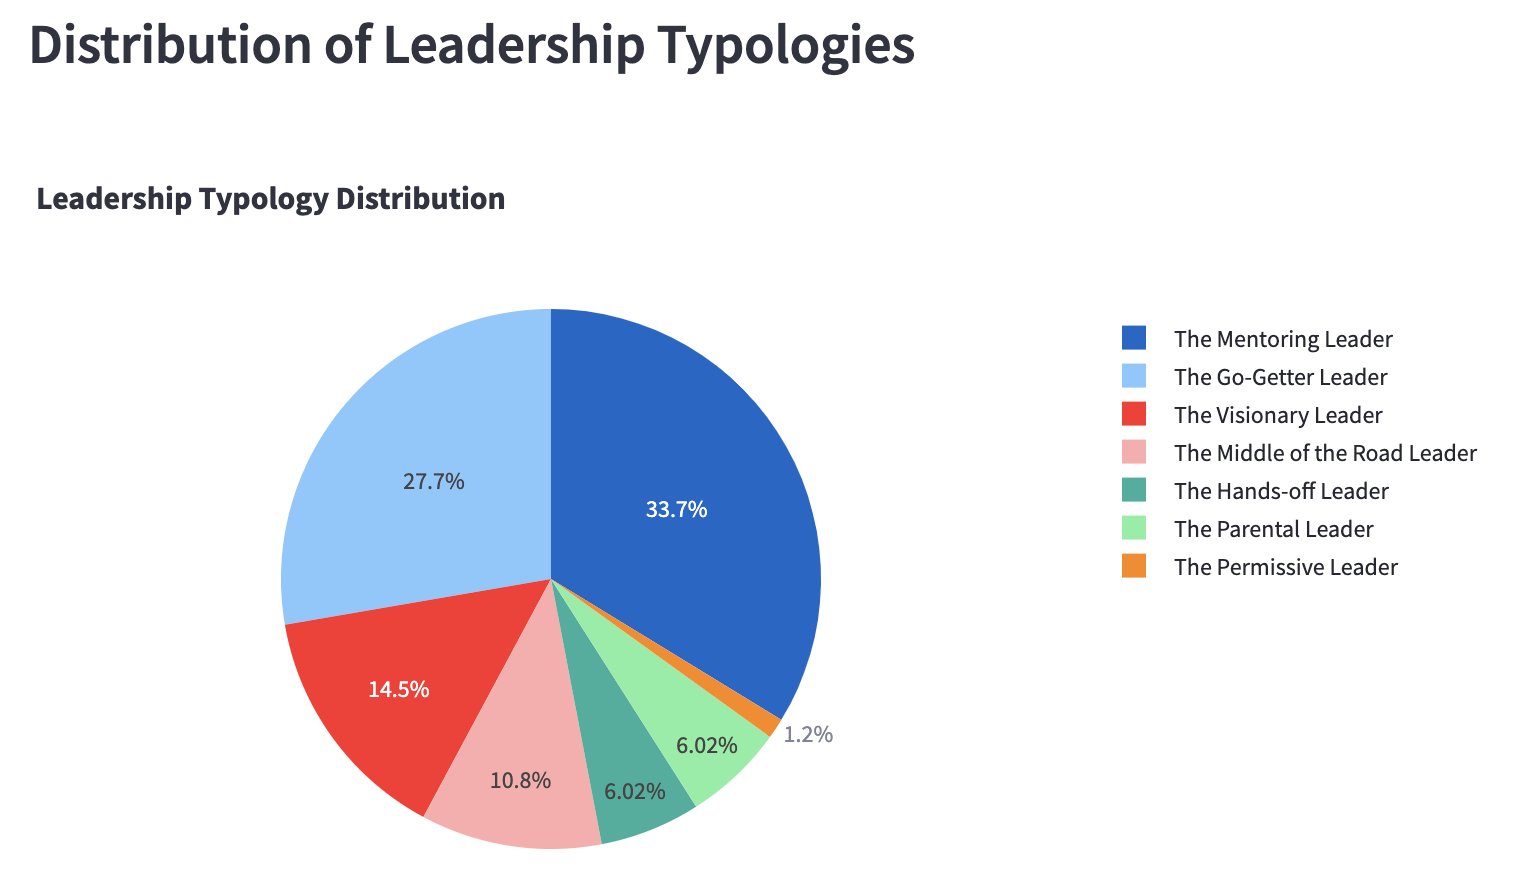 Distribution of Leadership Typologies
Leadership Typology Distribution
The Mentoring Leader
The Go-Getter Leader
The Visionary Leader
The Middle of the Road Leader
The Hands-off Leader
The Parental Leader
The Permissive Leader
27.7%
33.7%
14.5%
10.8%
6.02%
6.02%
1.2%